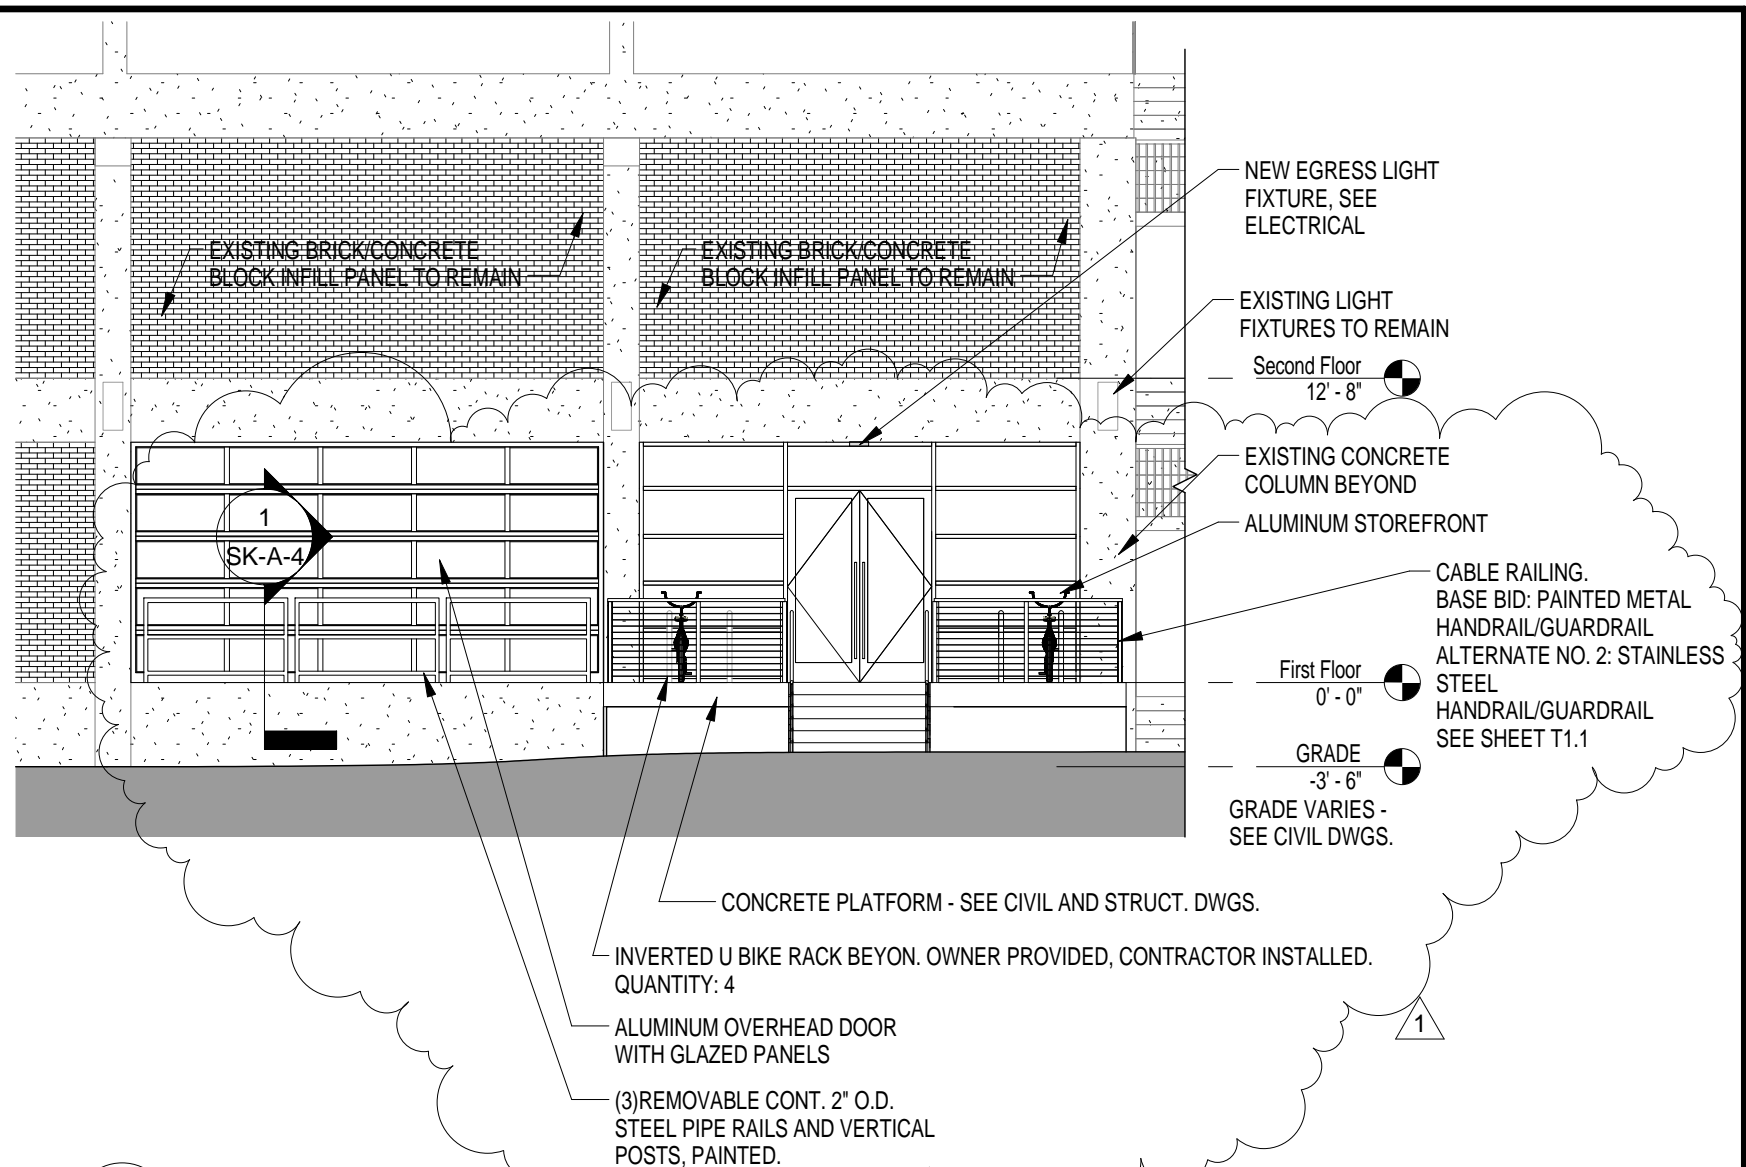 NEW EGRESS LIGHT
FIXTURE, SEE
ELECTRICAL
EXISTING BRICK/CONCRETE
BLOCK INFILL PANEL TO REMAIN
EXISTING BRICK/CONCRETE
BLOCK INFILL PANEL TO REMAIN
EXISTING LIGHT
FIXTURES TO REMAIN
Second Floor
12' - 8"
EXISTING CONCRETE
COLUMN BEYOND
ALUMINUM STOREFRONT
1
SK-A-4
CABLE RAILING.
BASE BID: PAINTED METAL
HANDRAIL/GUARDRAIL
ALTERNATE NO. 2: STAINLESS
STEEL
HANDRAIL/GUARDRAIL
SEE SHEET T1.1
First Floor
0' - 0"
GRADE
-3' - 6"
GRADE VARIES -
SEE CIVIL DWGS.
CONCRETE PLATFORM - SEE CIVIL AND STRUCT. DWGS.
INVERTED U BIKE RACK BEYON. OWNER PROVIDED, CONTRACTOR INSTALLED.
QUANTITY: 4
1
ALUMINUM OVERHEAD DOOR
WITH GLAZED PANELS
(3)REMOVABLE CONT. 2" O.D.
STEEL PIPE RAILS AND VERTICAL
POSTS, PAINTED.